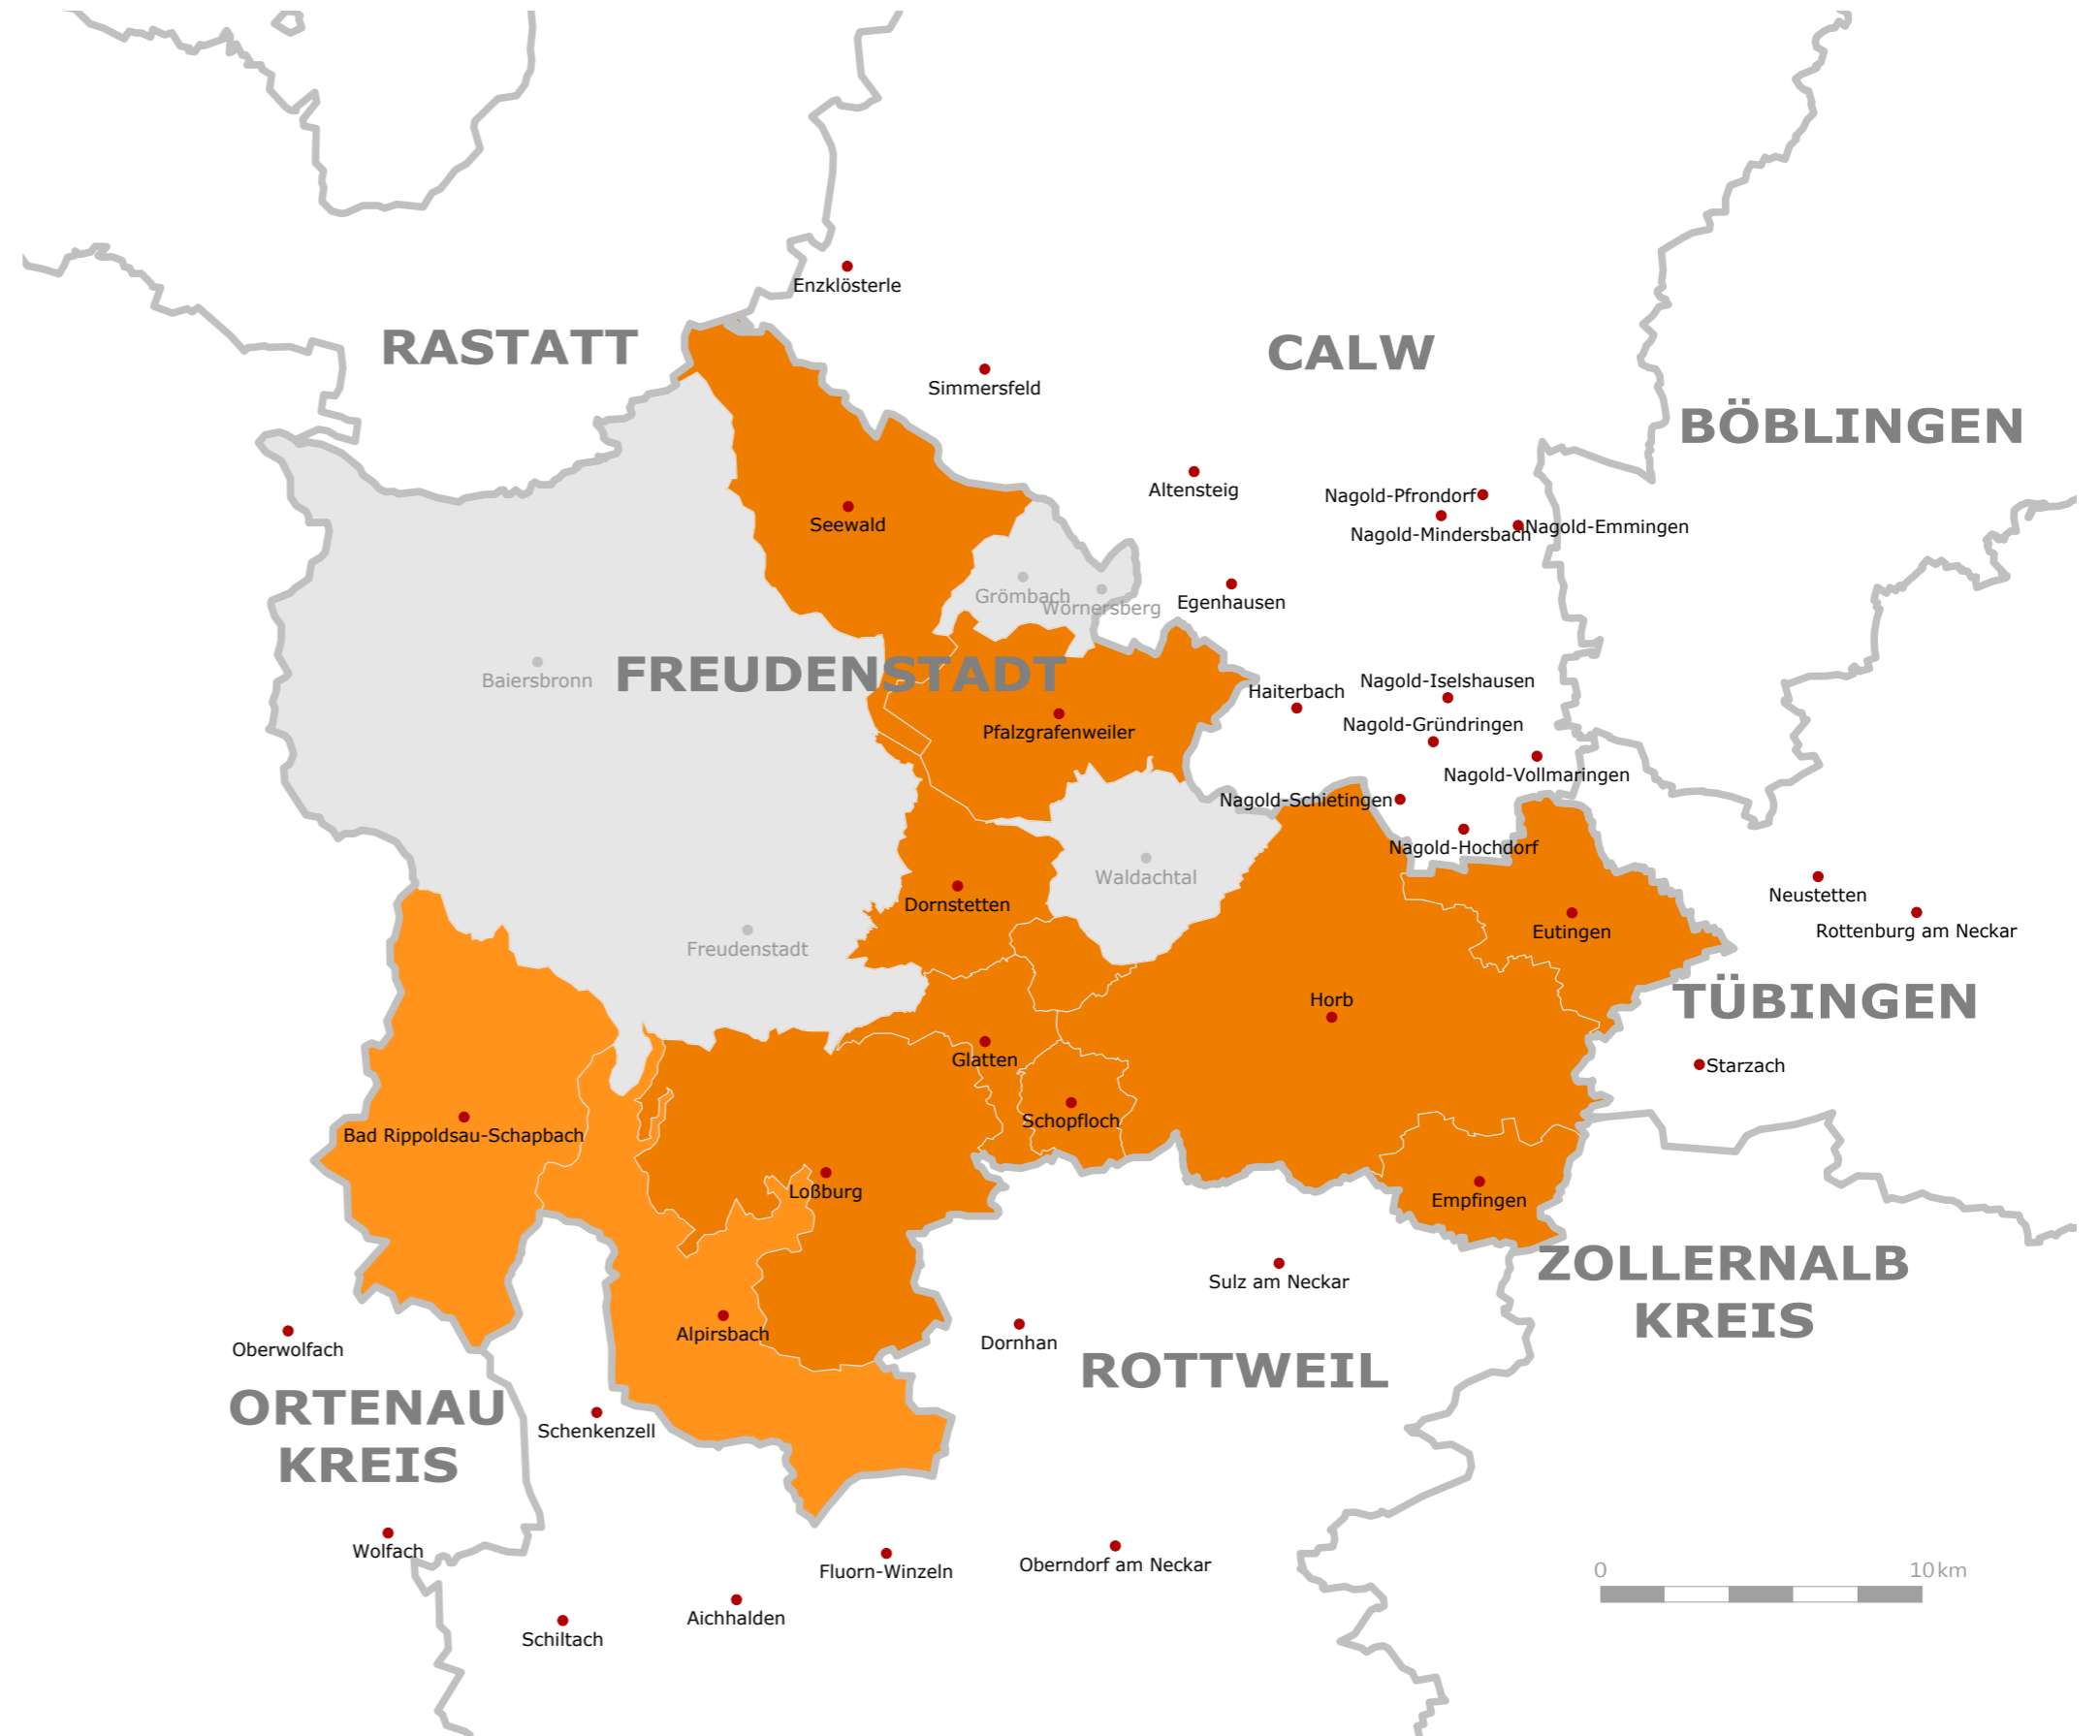 Enzklösterle
RASTATT
CALW
Simmersfeld
BÖBLINGEN
Altensteig
Nagold-Pfrondorf
Seewald
Nagold-Mindersbach
Nagold-Emmingen
Grömbach
Wörnersberg
Egenhausen
Baiersbronn
FREUDENSTADT
Haiterbach
Nagold-Iselshausen
Nagold-Gründringen
Pfalzgrafenweiler
Nagold-Vollmaringen
Nagold-Schietingen
Nagold-Hochdorf
Waldachtal
Neustetten
Dornstetten
Eutingen
Rottenburg am Neckar
Freudenstadt
Horb
TÜBINGEN
Glatten
Starzach
Schopfloch
Bad Rippoldsau-Schapbach
Loßburg
Empfingen
ZOLLERNALB
KREIS
Sulz am Neckar
Alpirsbach
Dornhan
Oberwolfach
ROTTWEIL
ORTENAU
KREIS
Schenkenzell
Wolfach
Fluorn-Winzeln
Oberndorf am Neckar
0 10 km
Aichhalden
Schiltach